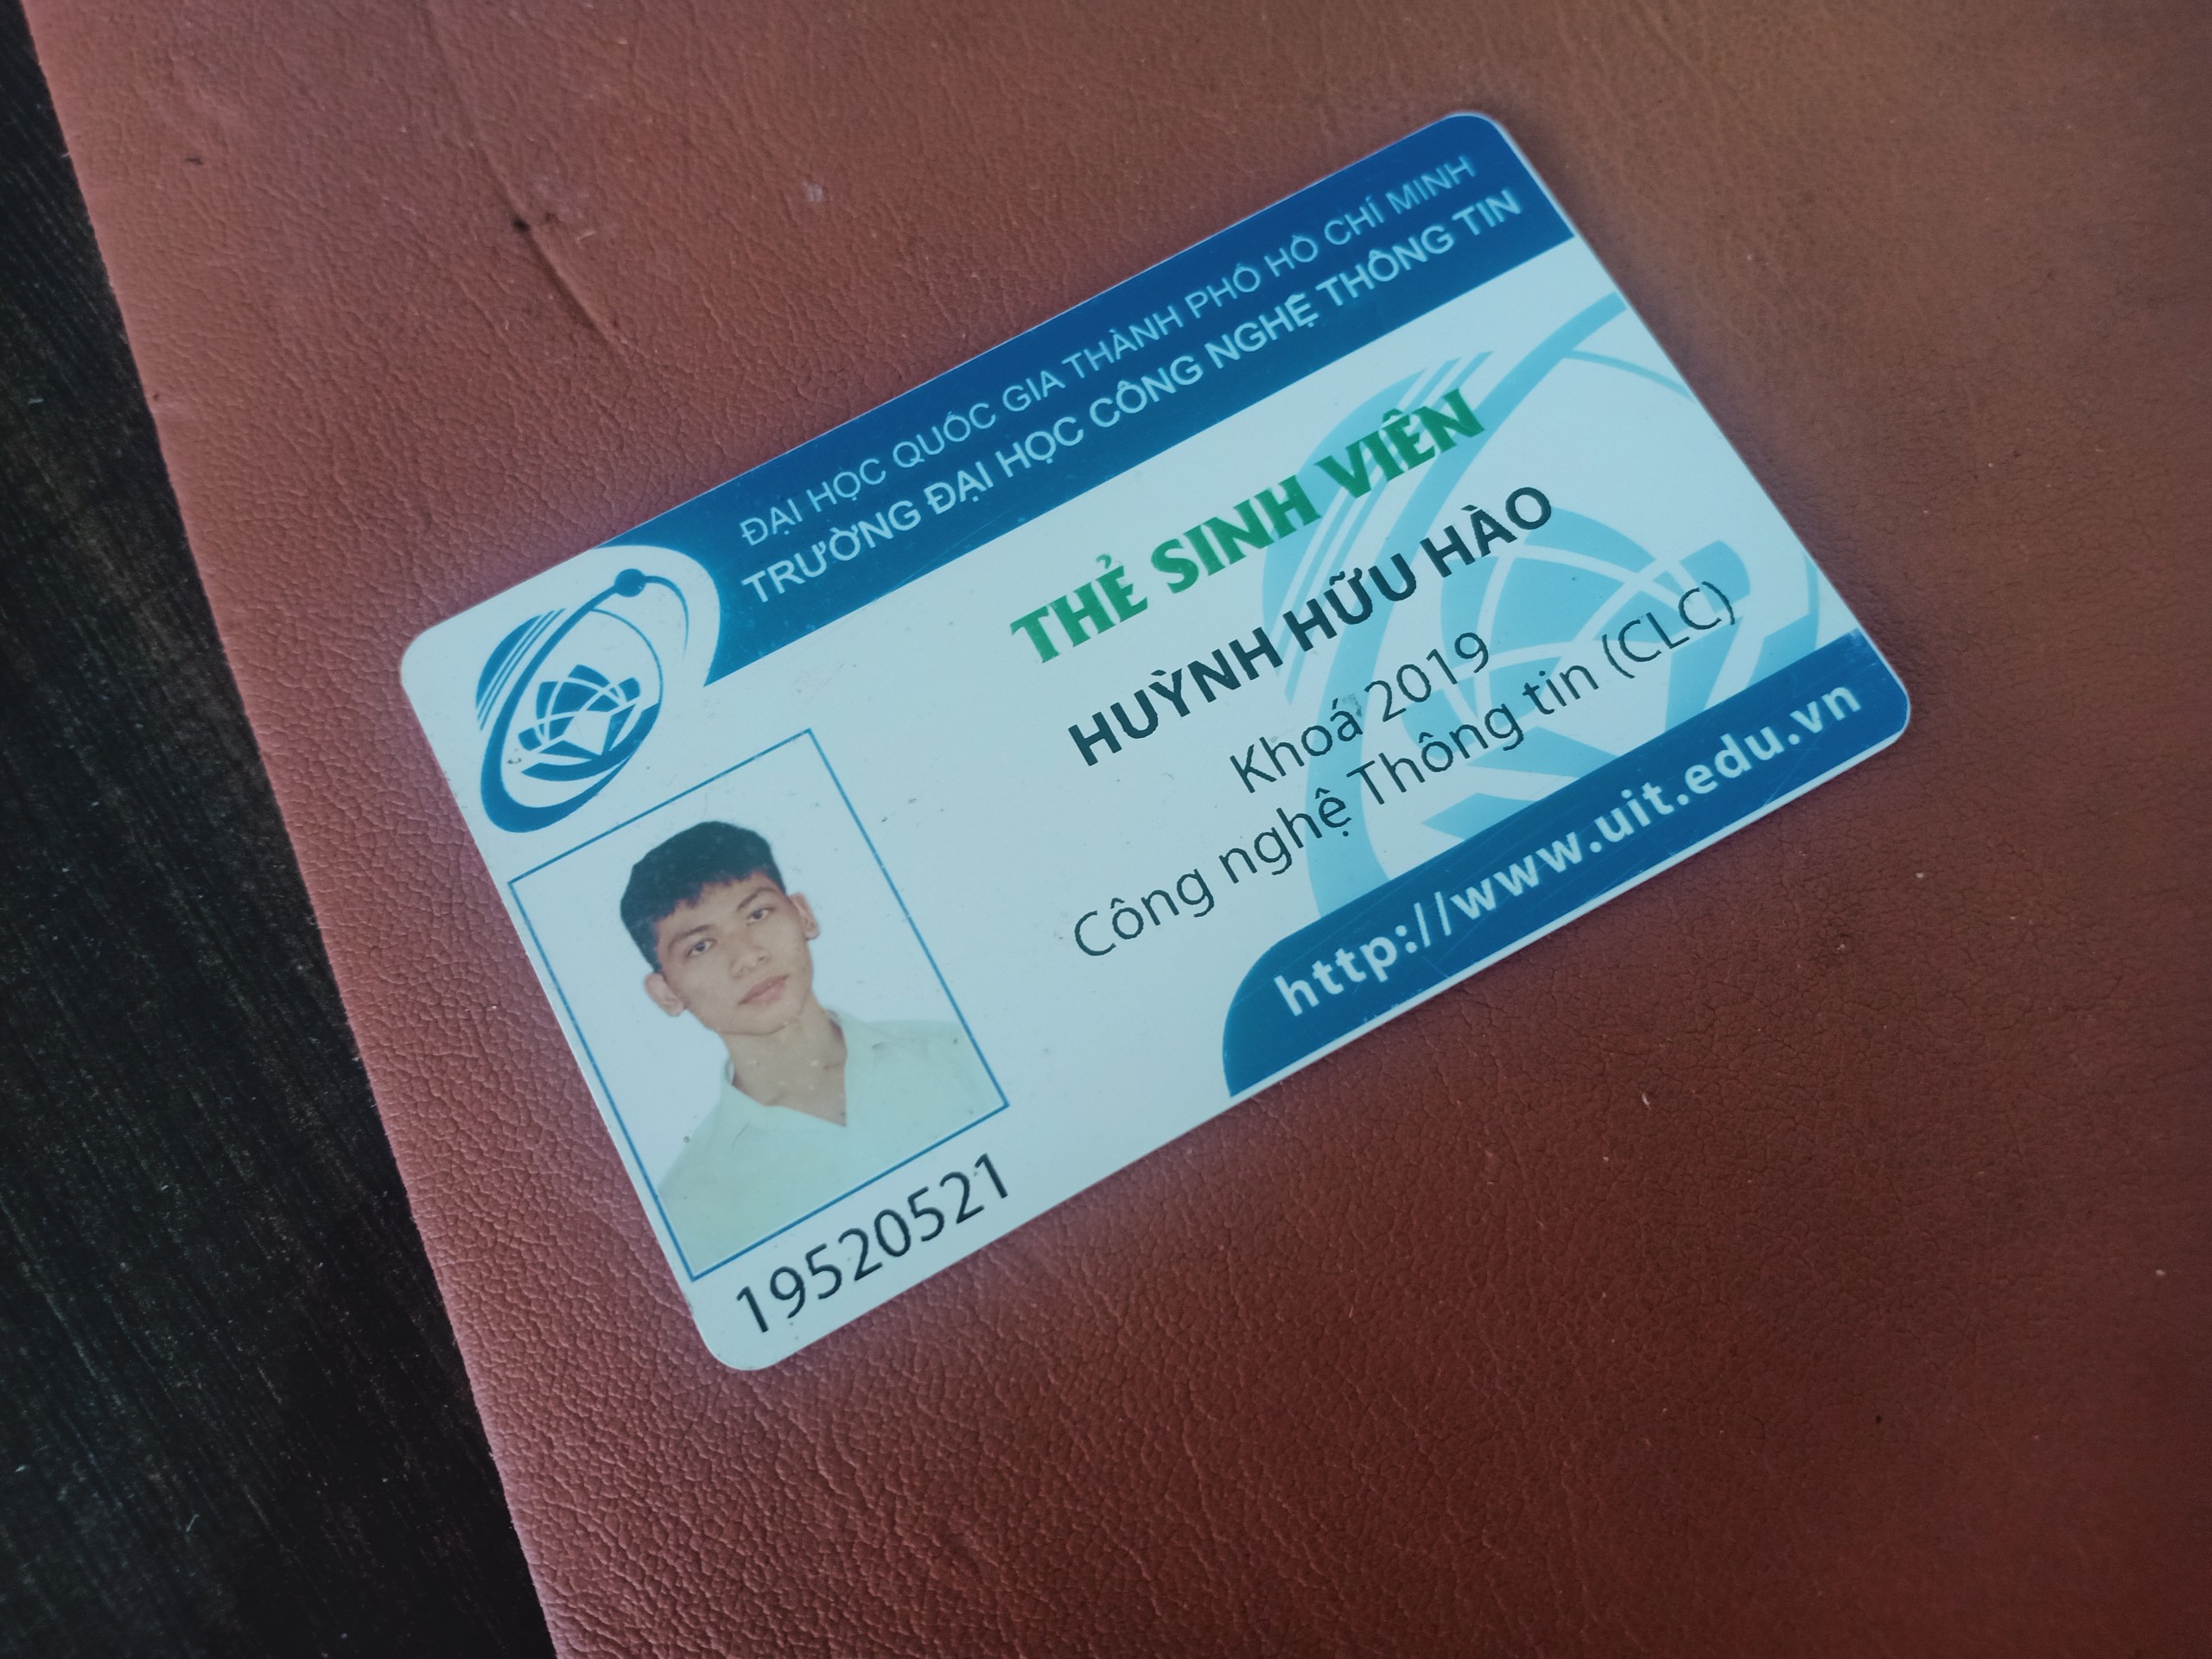 ĐẠI HỌC QUỐC GIA THÀNH PHỐ HỒ CHÍ MINH
TRƯỜNG ĐẠI HỌC CÔNG NGHỆ THÔNG TIN
THẺ SINH VIÊN
HUỲNH HỮU HÀO
Khoá 2019
Công nghệ Thông tin (CLC)
19520521
http://www.uit.edu.vn